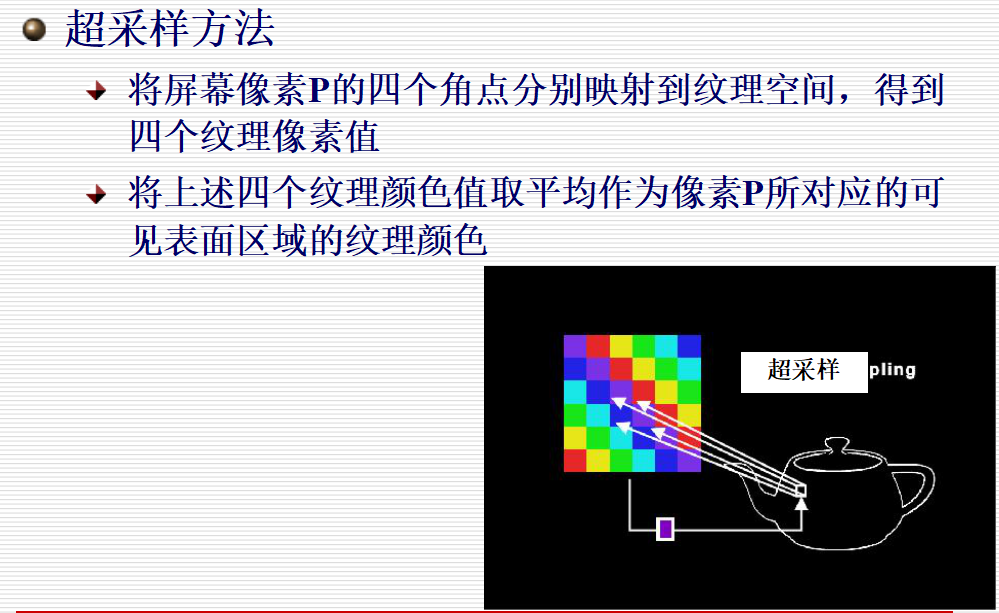 超采样方法
将屏幕像素P的四个角点分别映射到纹理空间，得到
四个纹理像素值
将上述四个纹理颜色值取平均作为像素P所对应的可
见表面区域的纹理颜色
超采样 pling